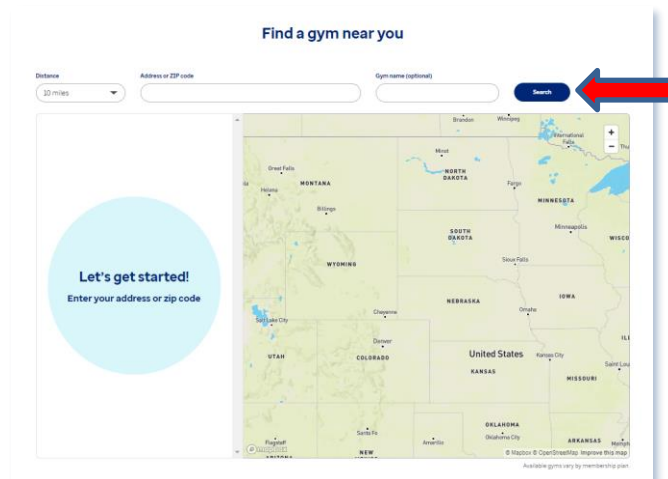 Find a gym near you
Distance
Address or ZIP code
Gym name (optional)
10 miles
Search
Let's get started!
Enter your address or zip code
Brandon
Winnipeg
International
Falls
Minot
Great Falls
NORTH
DAKOTA
Helena
MONTANA
Fargo
Billings
MINNESOTA
SOUTH
DAKOTA
Minneapolis
WISCO
WYOMING
Sioux Falls
NEBRASKA
IOWA
Omaha
Salt Lake City
Cheyenne
Denver
UTAH
COLORADO
United States
Kansas City
KANSAS
Saint Lou
MISSOURI
OKLAHOMA
Santa Fe
Oklahoma City
Flagstaff
Amarillo
ARKANSAS
Memph
mapbox
NEW
© Mapbox © OpenStreetMap Improve this map
Available gyms vary by membership plan